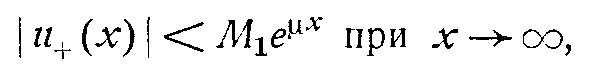 |u₊(x)| < M₁e^{μx} при x → ∞,